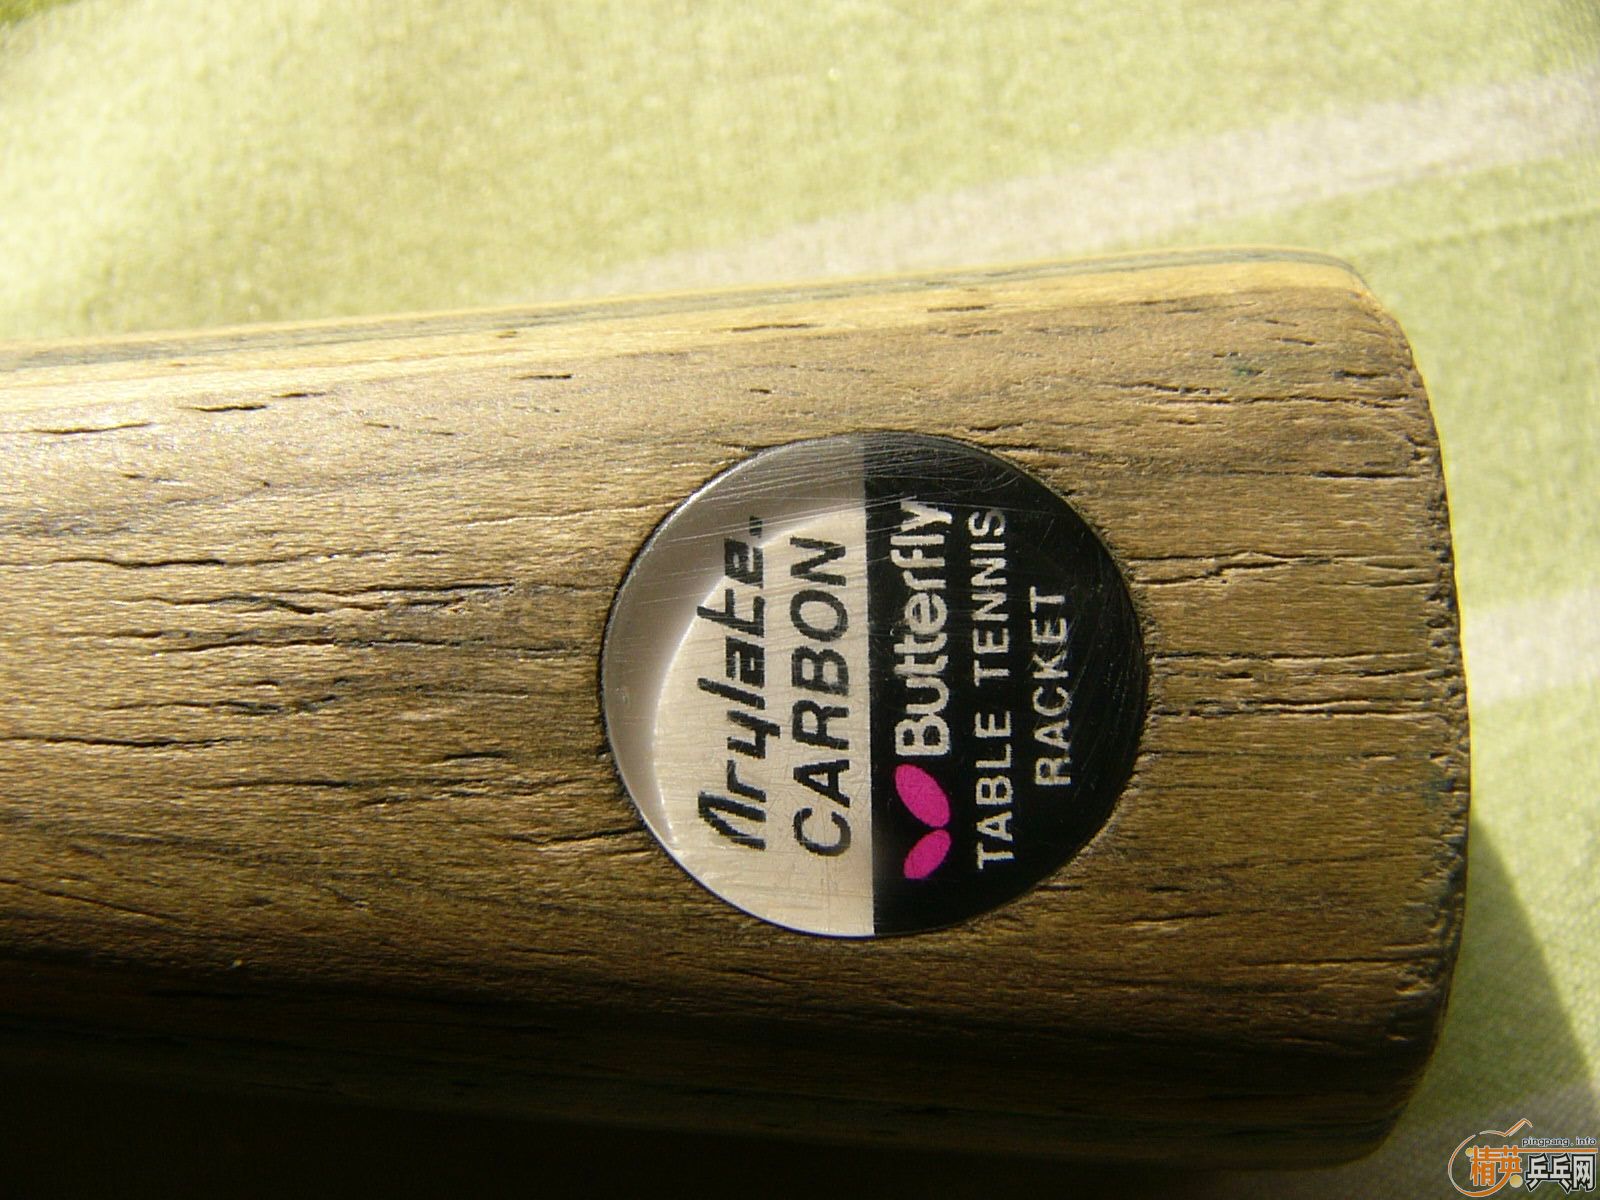 Arylate.
CARBON
Butterfly
TABLE TENNIS
RACKET
pingpang.info
精英乒乓网